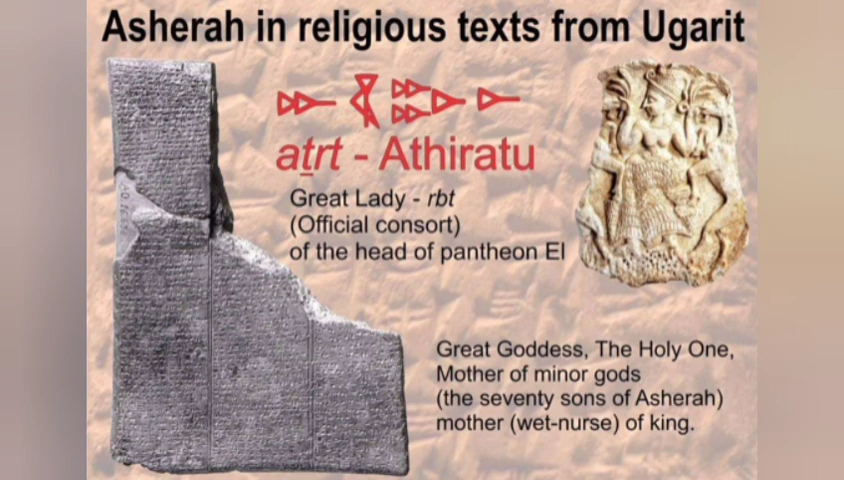 Asherah in religious texts from Ugarit
𐎀𐎘𐎗𐎚
aṯrt - Athiratu
Great Lady - rbt
(Official consort)
of the head of pantheon El
Great Goddess, The Holy One,
Mother of minor gods
(the seventy sons of Asherah)
mother (wet-nurse) of king.